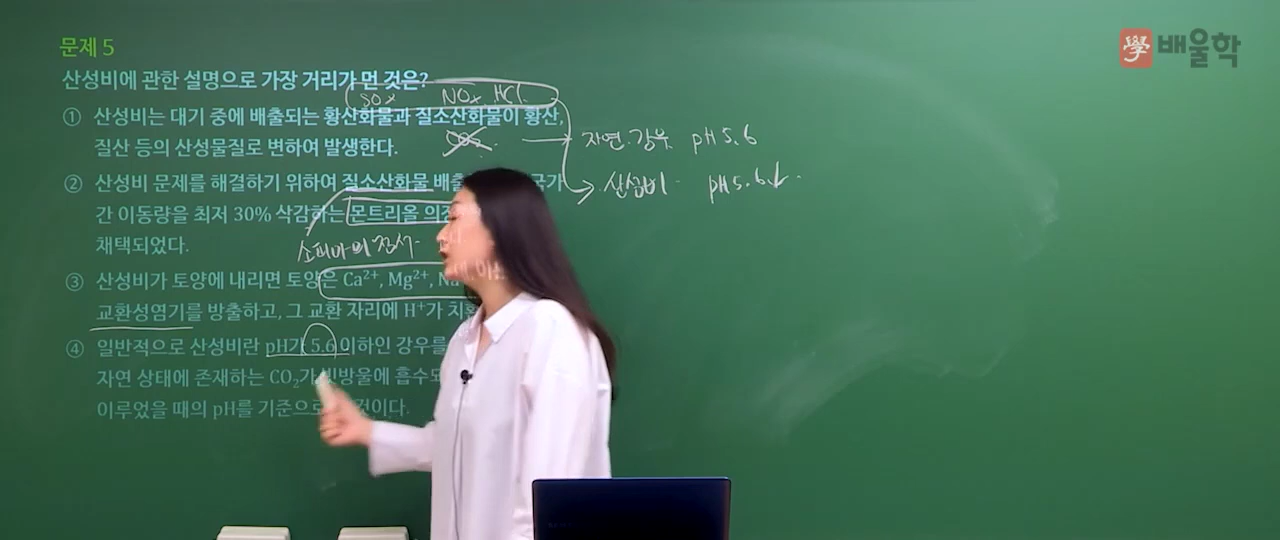 문제 5
學 배울학
산성비에 관한 설명으로 가장 거리가 먼 것은?
SOx NOx HCl
① 산성비는 대기 중에 배출되는 황산화물과 질소산화물이 황산,
질산 등의 산성물질로 변하여 발생한다.
자연 강우 pH 5.6
② 산성비 문제를 해결하기 위하여 질소산화물 배출 국가
산성비 pH 5.6↓
간 이동량을 최저 30% 삭감하는 몬트리올
채택되었다.
소피아 의정서
③ 산성비가 토양에 내리면 토양은 Ca²⁺, Mg²⁺,
교환성염기를 방출하고, 그 교환 자리에 H⁺가
④ 일반적으로 산성비란 pH가 5.6 이하인 강우를
자연 상태에 존재하는 CO₂가 빗방울에
이루었을 때의 pH를 기준으로 것이다.